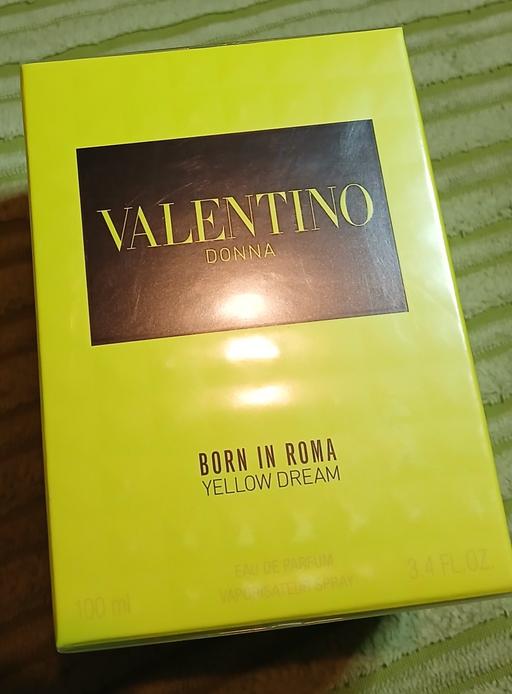 VALENTINO
DONNA
BORN IN ROMA
YELLOW DREAM
EAU DE PARFUM
VAPORISATEUR SPRAY
100 ml
3.4 FL.OZ.